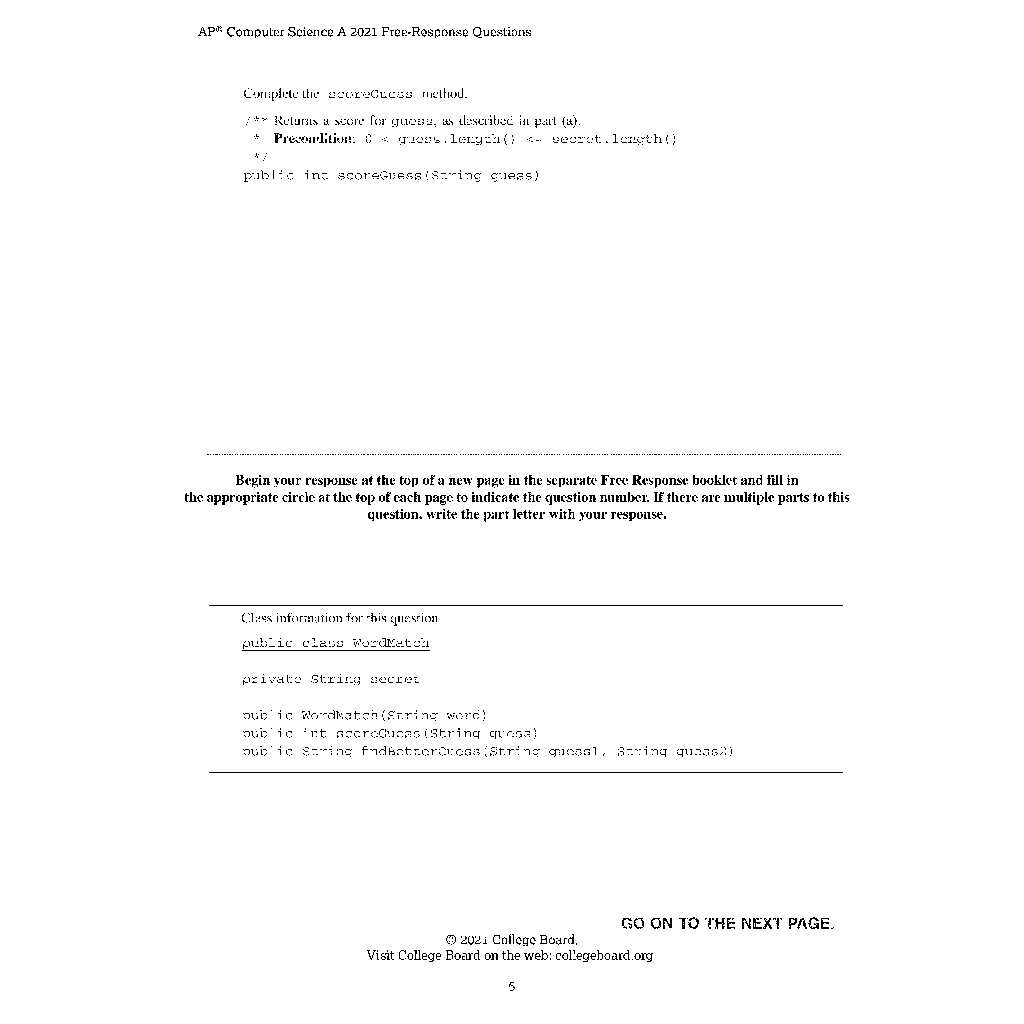 AP® Computer Science A 2021 Free-Response Questions
Complete the scoreGuess method.
/** Returns a score for guess, as described in part (a).
* Precondition: 0 < guess.length() <= secret.length()
*/
public int scoreGuess(String guess)
Begin your response at the top of a new page in the separate Free Response booklet and fill in
the appropriate circle at the top of each page to indicate the question number. If there are multiple parts to this
question, write the part letter with your response.
Class information for this question
public class WordMatch
private String secret
public WordMatch(String word)
public int scoreGuess(String guess)
public String findBetterGuess(String guess1, String guess2)
GO ON TO THE NEXT PAGE.
© 2021 College Board.
Visit College Board on the web: collegeboard.org
5